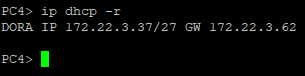 PC4> ip dhcp -r
DORA IP 172.22.3.37/27 GW 172.22.3.62
PC4>